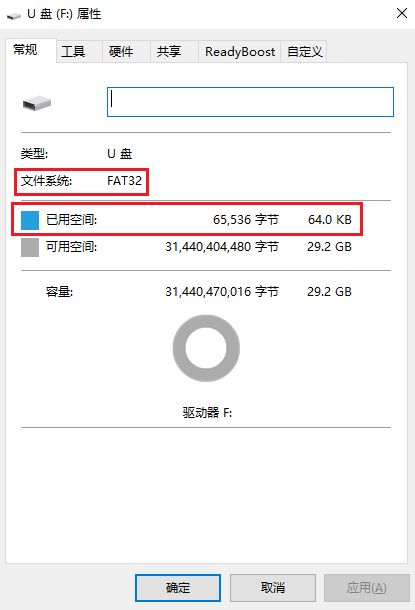 U 盘 (F:) 属性
常规 工具 硬件 共享 ReadyBoost 自定义
类型: U 盘
文件系统: FAT32
已用空间: 65,536 字节 64.0 KB
可用空间: 31,440,404,480 字节 29.2 GB
容量: 31,440,470,016 字节 29.2 GB
驱动器 F:
确定 取消 应用(A)